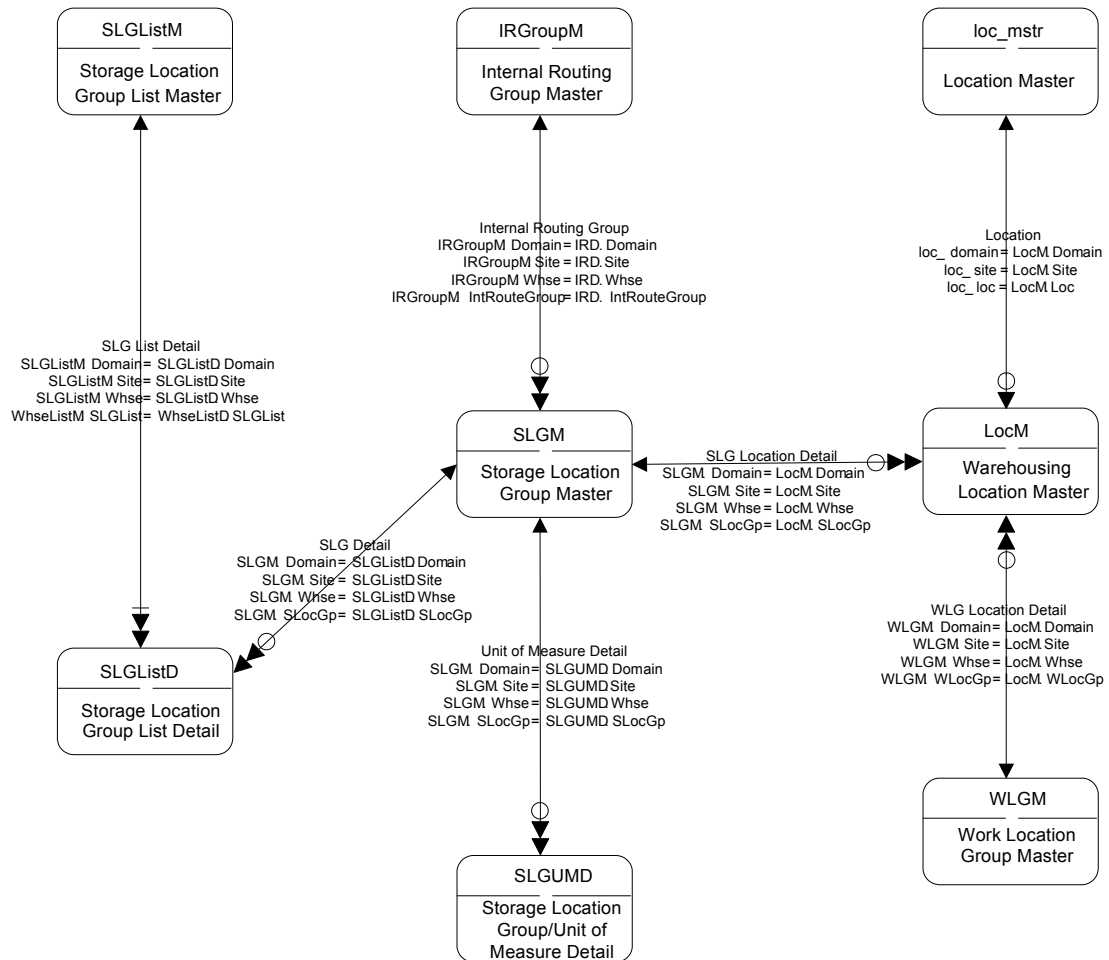 SLGListM
Storage Location
Group List Master
IRGroupM
Internal Routing
Group Master
loc_mstr
Location Master
Internal Routing Group
IRGroupM. Domain= IRD. Domain
IRGroupM. Site= IRD. Site
IRGroupM. Whse= IRD. Whse
IRGroupM. IntRouteGroup= IRD. IntRouteGroup
Location
loc_ domain= LocM. Domain
loc_ site= LocM. Site
loc_ loc= LocM. Loc
SLG List Detail
SLGListM. Domain= SLGListD. Domain
SLGListM. Site= SLGListD. Site
SLGListM. Whse= SLGListD. Whse
WhseListM. SLGList= WhseListD. SLGList
SLGM
Storage Location
Group Master
SLG Location Detail
SLGM. Domain= LocM. Domain
SLGM. Site= LocM. Site
SLGM. Whse= LocM. Whse
SLGM. SLocGp= LocM. SLocGp
LocM
Warehousing
Location Master
SLG Detail
SLGM. Domain= SLGListD. Domain
SLGM. Site= SLGListD. Site
SLGM. Whse= SLGListD. Whse
SLGM. SLocGp= SLGListD. SLocGp
Unit of Measure Detail
SLGM. Domain= SLGUMD. Domain
SLGM. Site= SLGUMD. Site
SLGM. Whse= SLGUMD. Whse
SLGM. SLocGp= SLGUMD. SLocGp
WLG Location Detail
WLGM. Domain= LocM. Domain
WLGM. Site= LocM. Site
WLGM. Whse= LocM. Whse
WLGM. WLocGp= LocM. WLocGp
SLGListD
Storage Location
Group List Detail
WLGM
Work Location
Group Master
SLGUMD
Storage Location
Group/Unit of
Measure Detail